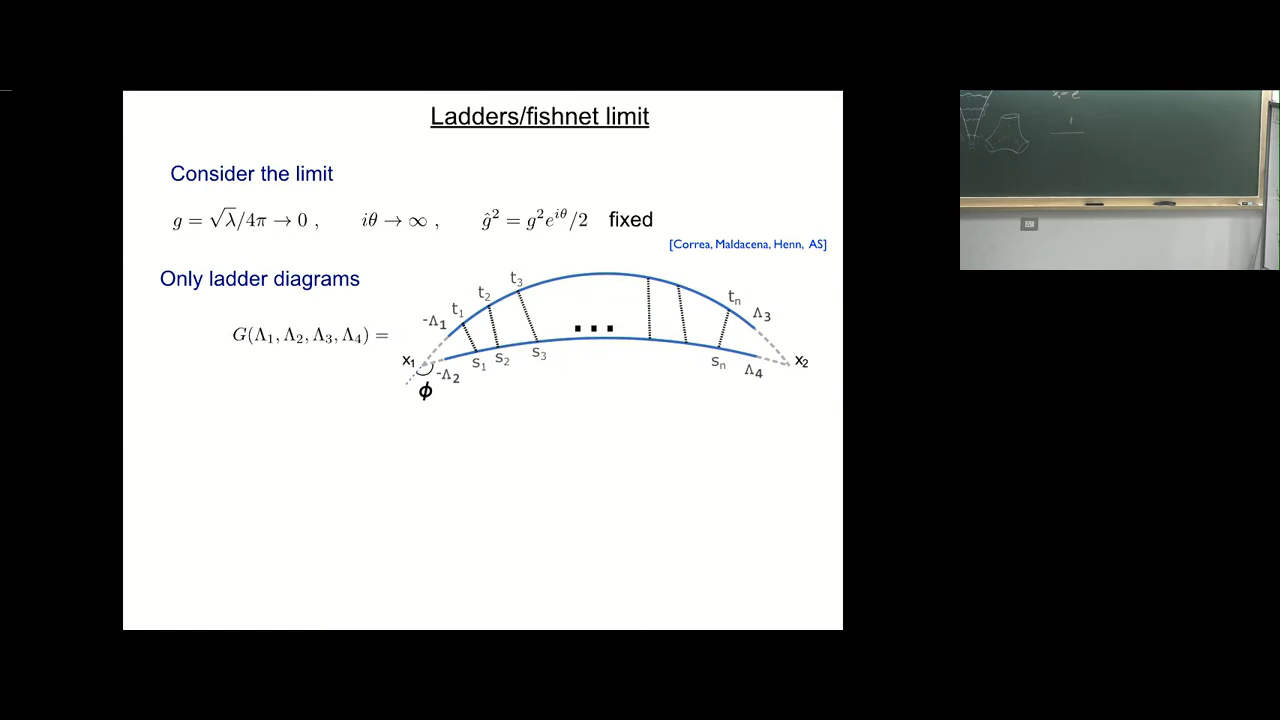 Ladders/fishnet limit
Consider the limit
g = √λ/4π → 0 , iθ → ∞ , ĝ² = g²e^{iθ}/2 fixed
[Correa, Maldacena, Henn, AS]
Only ladder diagrams
G(Λ₁, Λ₂, Λ₃, Λ₄) =
-Λ₁ t₁ t₂ t₃ ... tₙ Λ₃
x₁ -Λ₂ s₁ s₂ s₃ sₙ Λ₄ x₂
ϕ